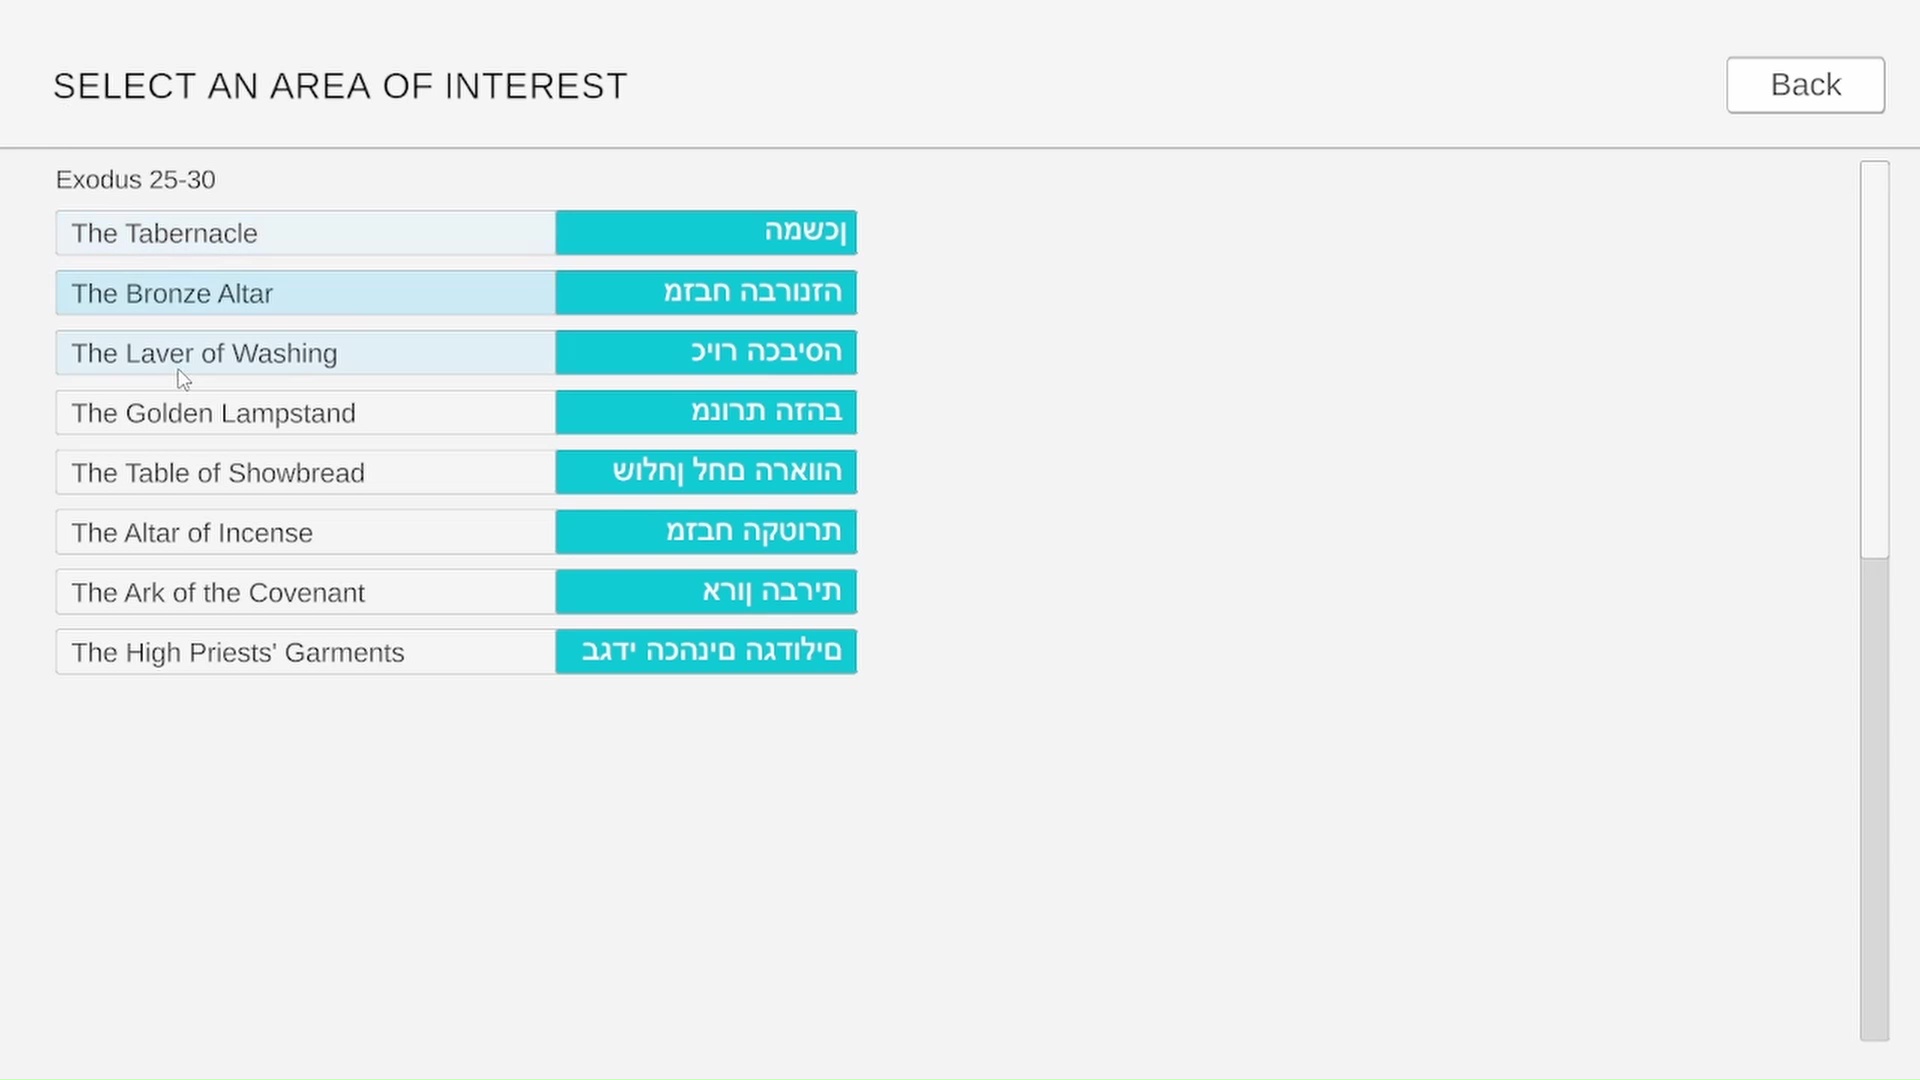 SELECT AN AREA OF INTEREST
Back
Exodus 25-30
The Tabernacle ןכשמה
The Bronze Altar הזנורבה חבזמ
The Laver of Washing הסיבכה רויכ
The Golden Lampstand בהזה תרונמ
The Table of Showbread הווארה םחל ןחלוש
The Altar of Incense תרוטקה חבזמ
The Ark of the Covenant תירבה ןורא
The High Priests' Garments םילודגה םינהכה ידגב